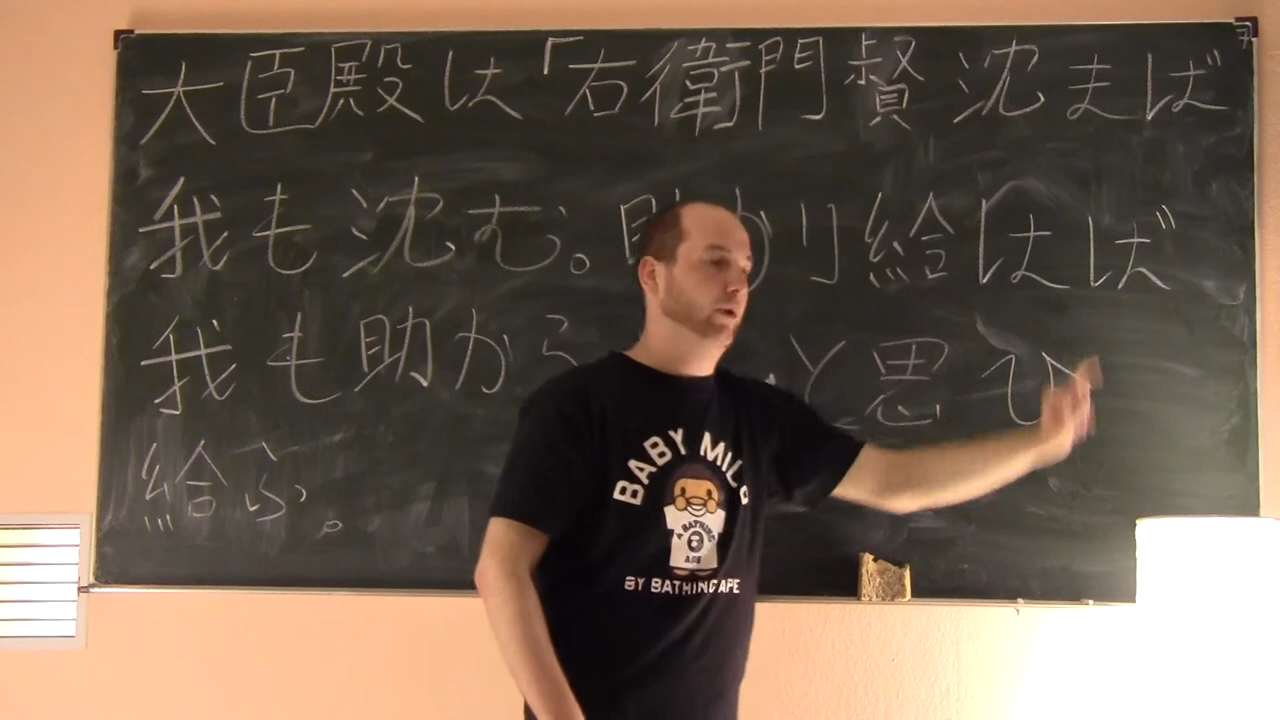 大臣殿は「右衛門督沈まば
我も沈む。助かり給はば
我も助から と思ひ
給ふ。
BABY MILO
A BATHING
APE
BY BATHING APE